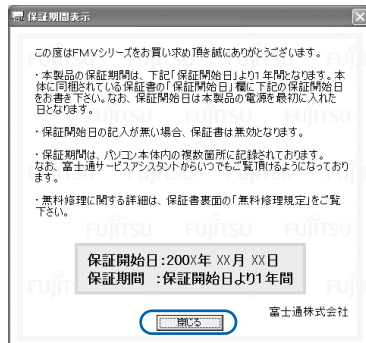 保証期間表示
この度はFMVシリーズをお買い求め頂き誠にありがとうございます。
・本製品の保証期間は、下記「保証開始日」より1年間となります。本
体に同梱されている保証書の「保証開始日」欄に下記の保証開始日
をお書き下さい。なお、保証開始日は本製品の電源を最初に入れた
日となります。
・保証開始日の記入が無い場合、保証書は無効となります。
・保証期間は、パソコン本体内の複数箇所に記録されております。
なお、富士通サービスアシスタントからいつでもご覧頂けるようになっており
ます。
・無料修理に関する詳細は、保証書裏面の「無料修理規定」をご覧
下さい。
保証開始日:200X年 XX月 XX日
保証期間 :保証開始日より1年間
富士通株式会社
閉じる